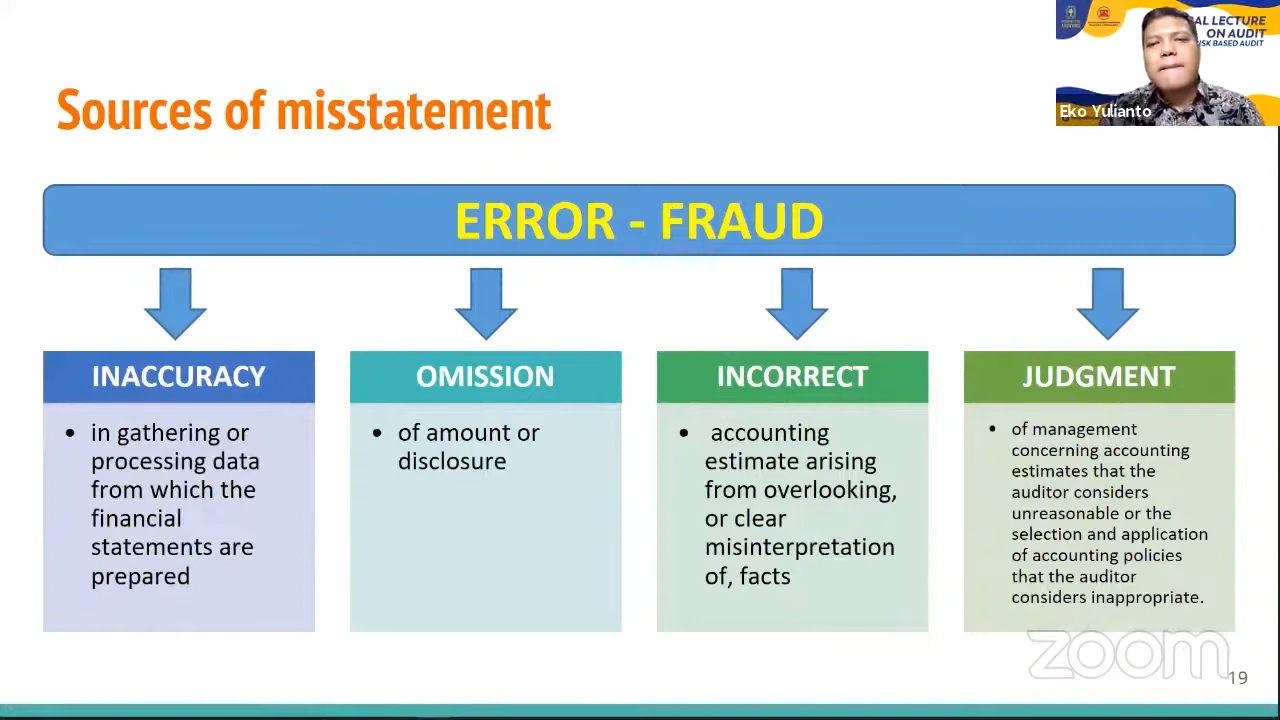 RAL LECTURE
ON AUDIT
RISK BASED AUDIT
Eko Yulianto
Sources of misstatement
ERROR - FRAUD
INACCURACY
• in gathering or
processing data
from which the
financial
statements are
prepared
OMISSION
• of amount or
disclosure
INCORRECT
• accounting
estimate arising
from overlooking,
or clear
misinterpretation
of, facts
JUDGMENT
• of management
concerning accounting
estimates that the
auditor considers
unreasonable or the
selection and application
of accounting policies
that the auditor
considers inappropriate.
zoom
19